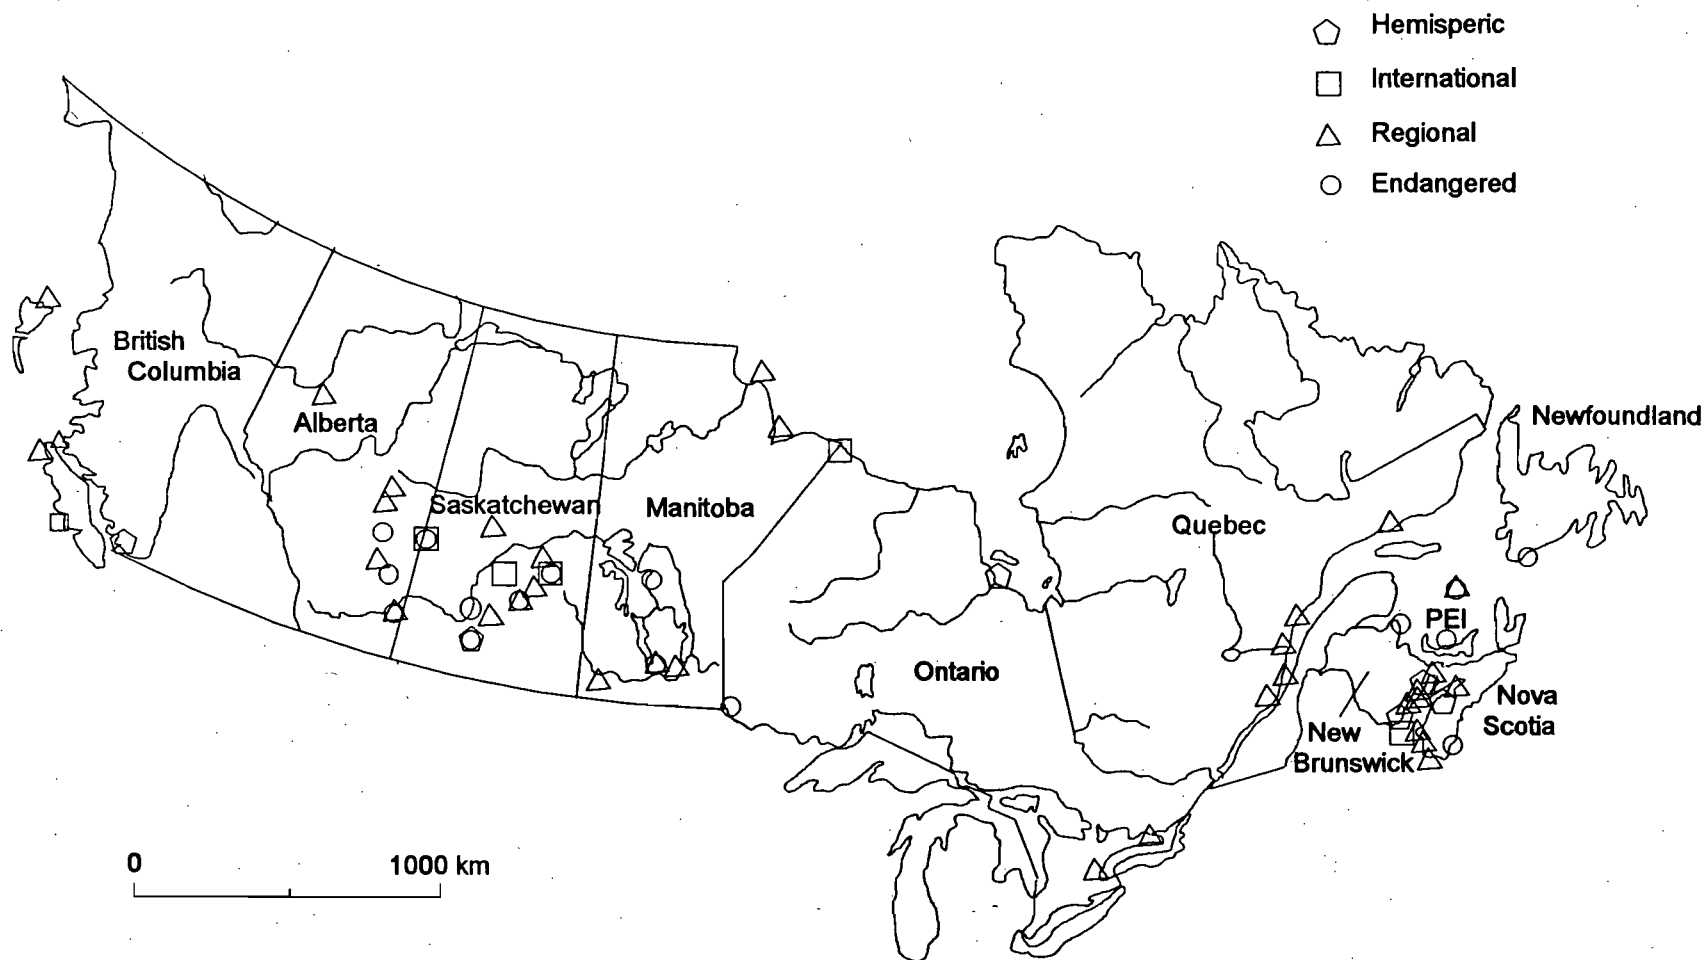 Hemisperic
International
Regional
Endangered
British
Columbia
Alberta
Saskatchewan
Manitoba
Newfoundland
Quebec
PEI
Ontario
Nova
Scotia
New
Brunswick
0
1000 km